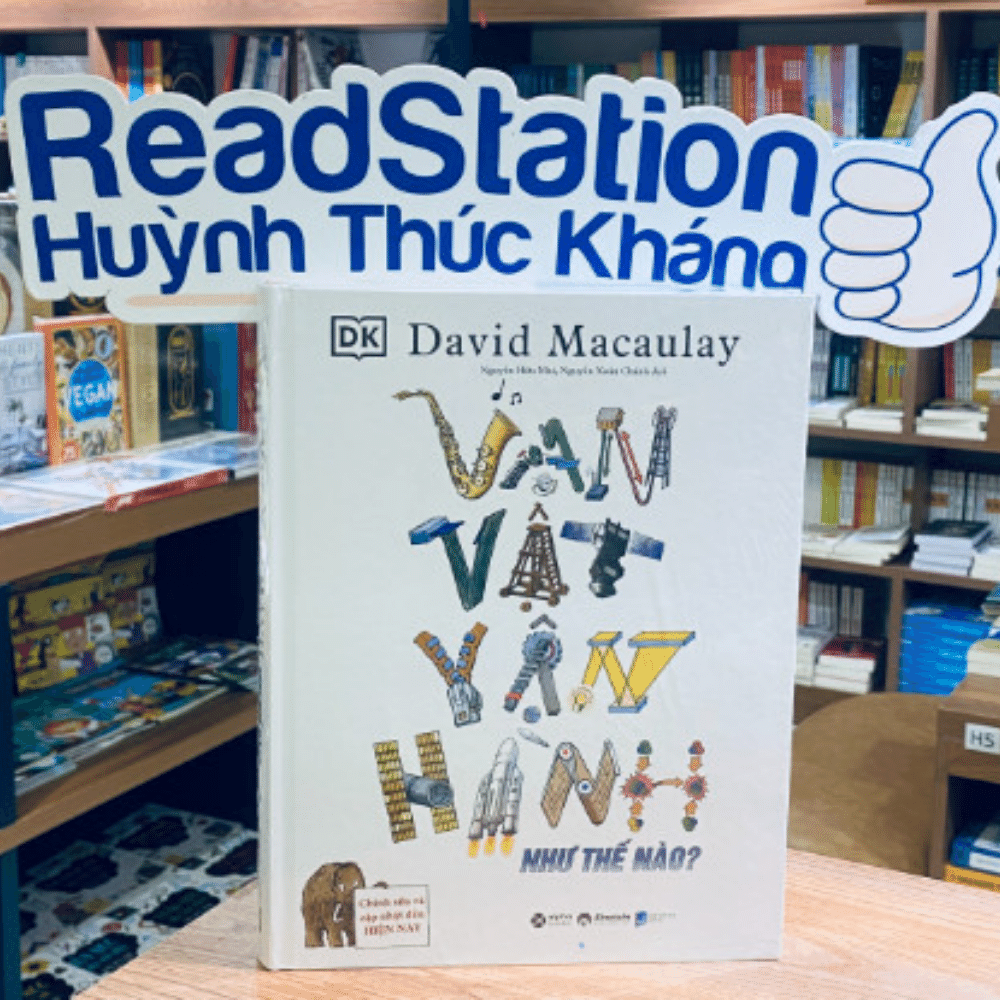 ReadStation
Huỳnh Thúc Kháng
DK
David Macaulay
VẠN
VẬT
VẬN
HÀNH
NHƯ THẾ NÀO?
Chỉnh sửa và
cập nhật đến
HIỆN NAY
VEGAN
H5